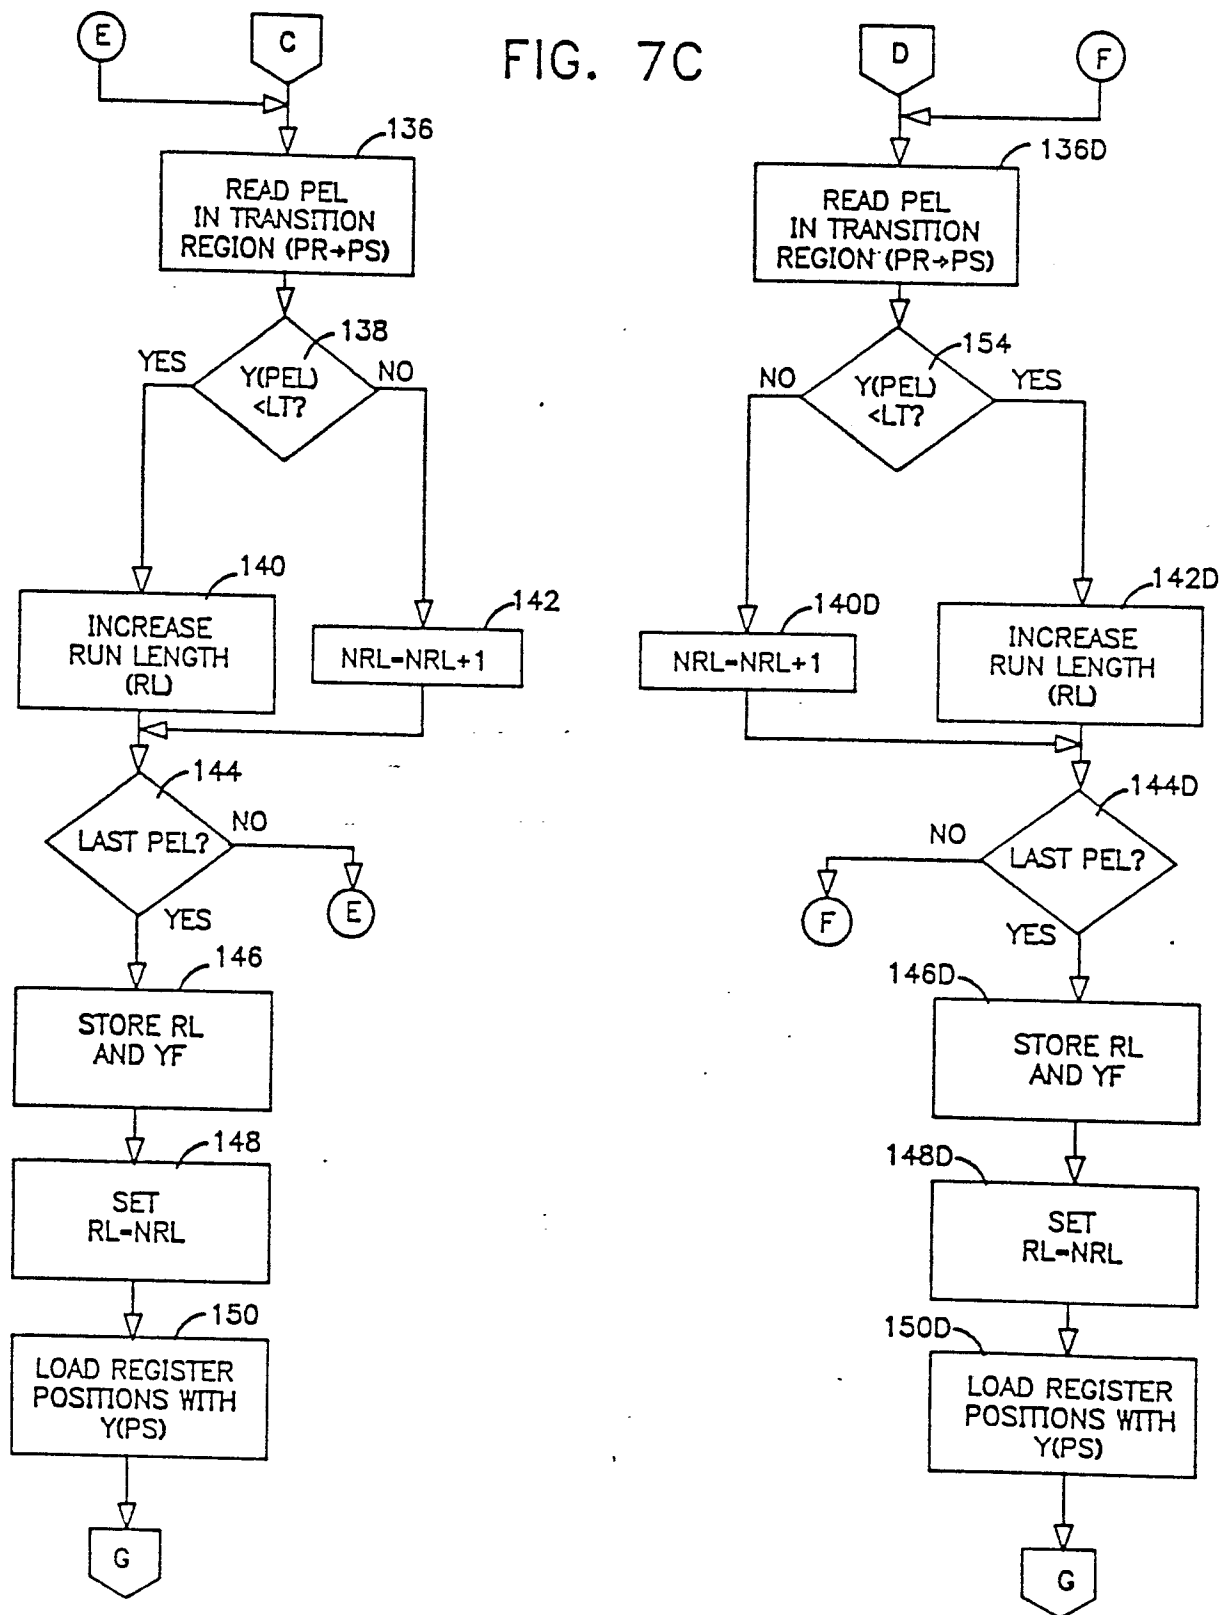 FIG. 7C
E
C
136
READ PEL
IN TRANSITION
REGION (PR→PS)
138
YES
Y(PEL)
<LT?
NO
140
INCREASE
RUN LENGTH
(RL)
142
NRL=NRL+1
144
LAST PEL?
NO
E
YES
146
STORE RL
AND YF
148
SET
RL=NRL
150
LOAD REGISTER
POSITIONS WITH
Y(PS)
G
D
F
136D
READ PEL
IN TRANSITION
REGION (PR→PS)
154
NO
Y(PEL)
<LT?
YES
140D
NRL=NRL+1
142D
INCREASE
RUN LENGTH
(RL)
144D
NO
LAST PEL?
F
YES
146D
STORE RL
AND YF
148D
SET
RL=NRL
150D
LOAD REGISTER
POSITIONS WITH
Y(PS)
G